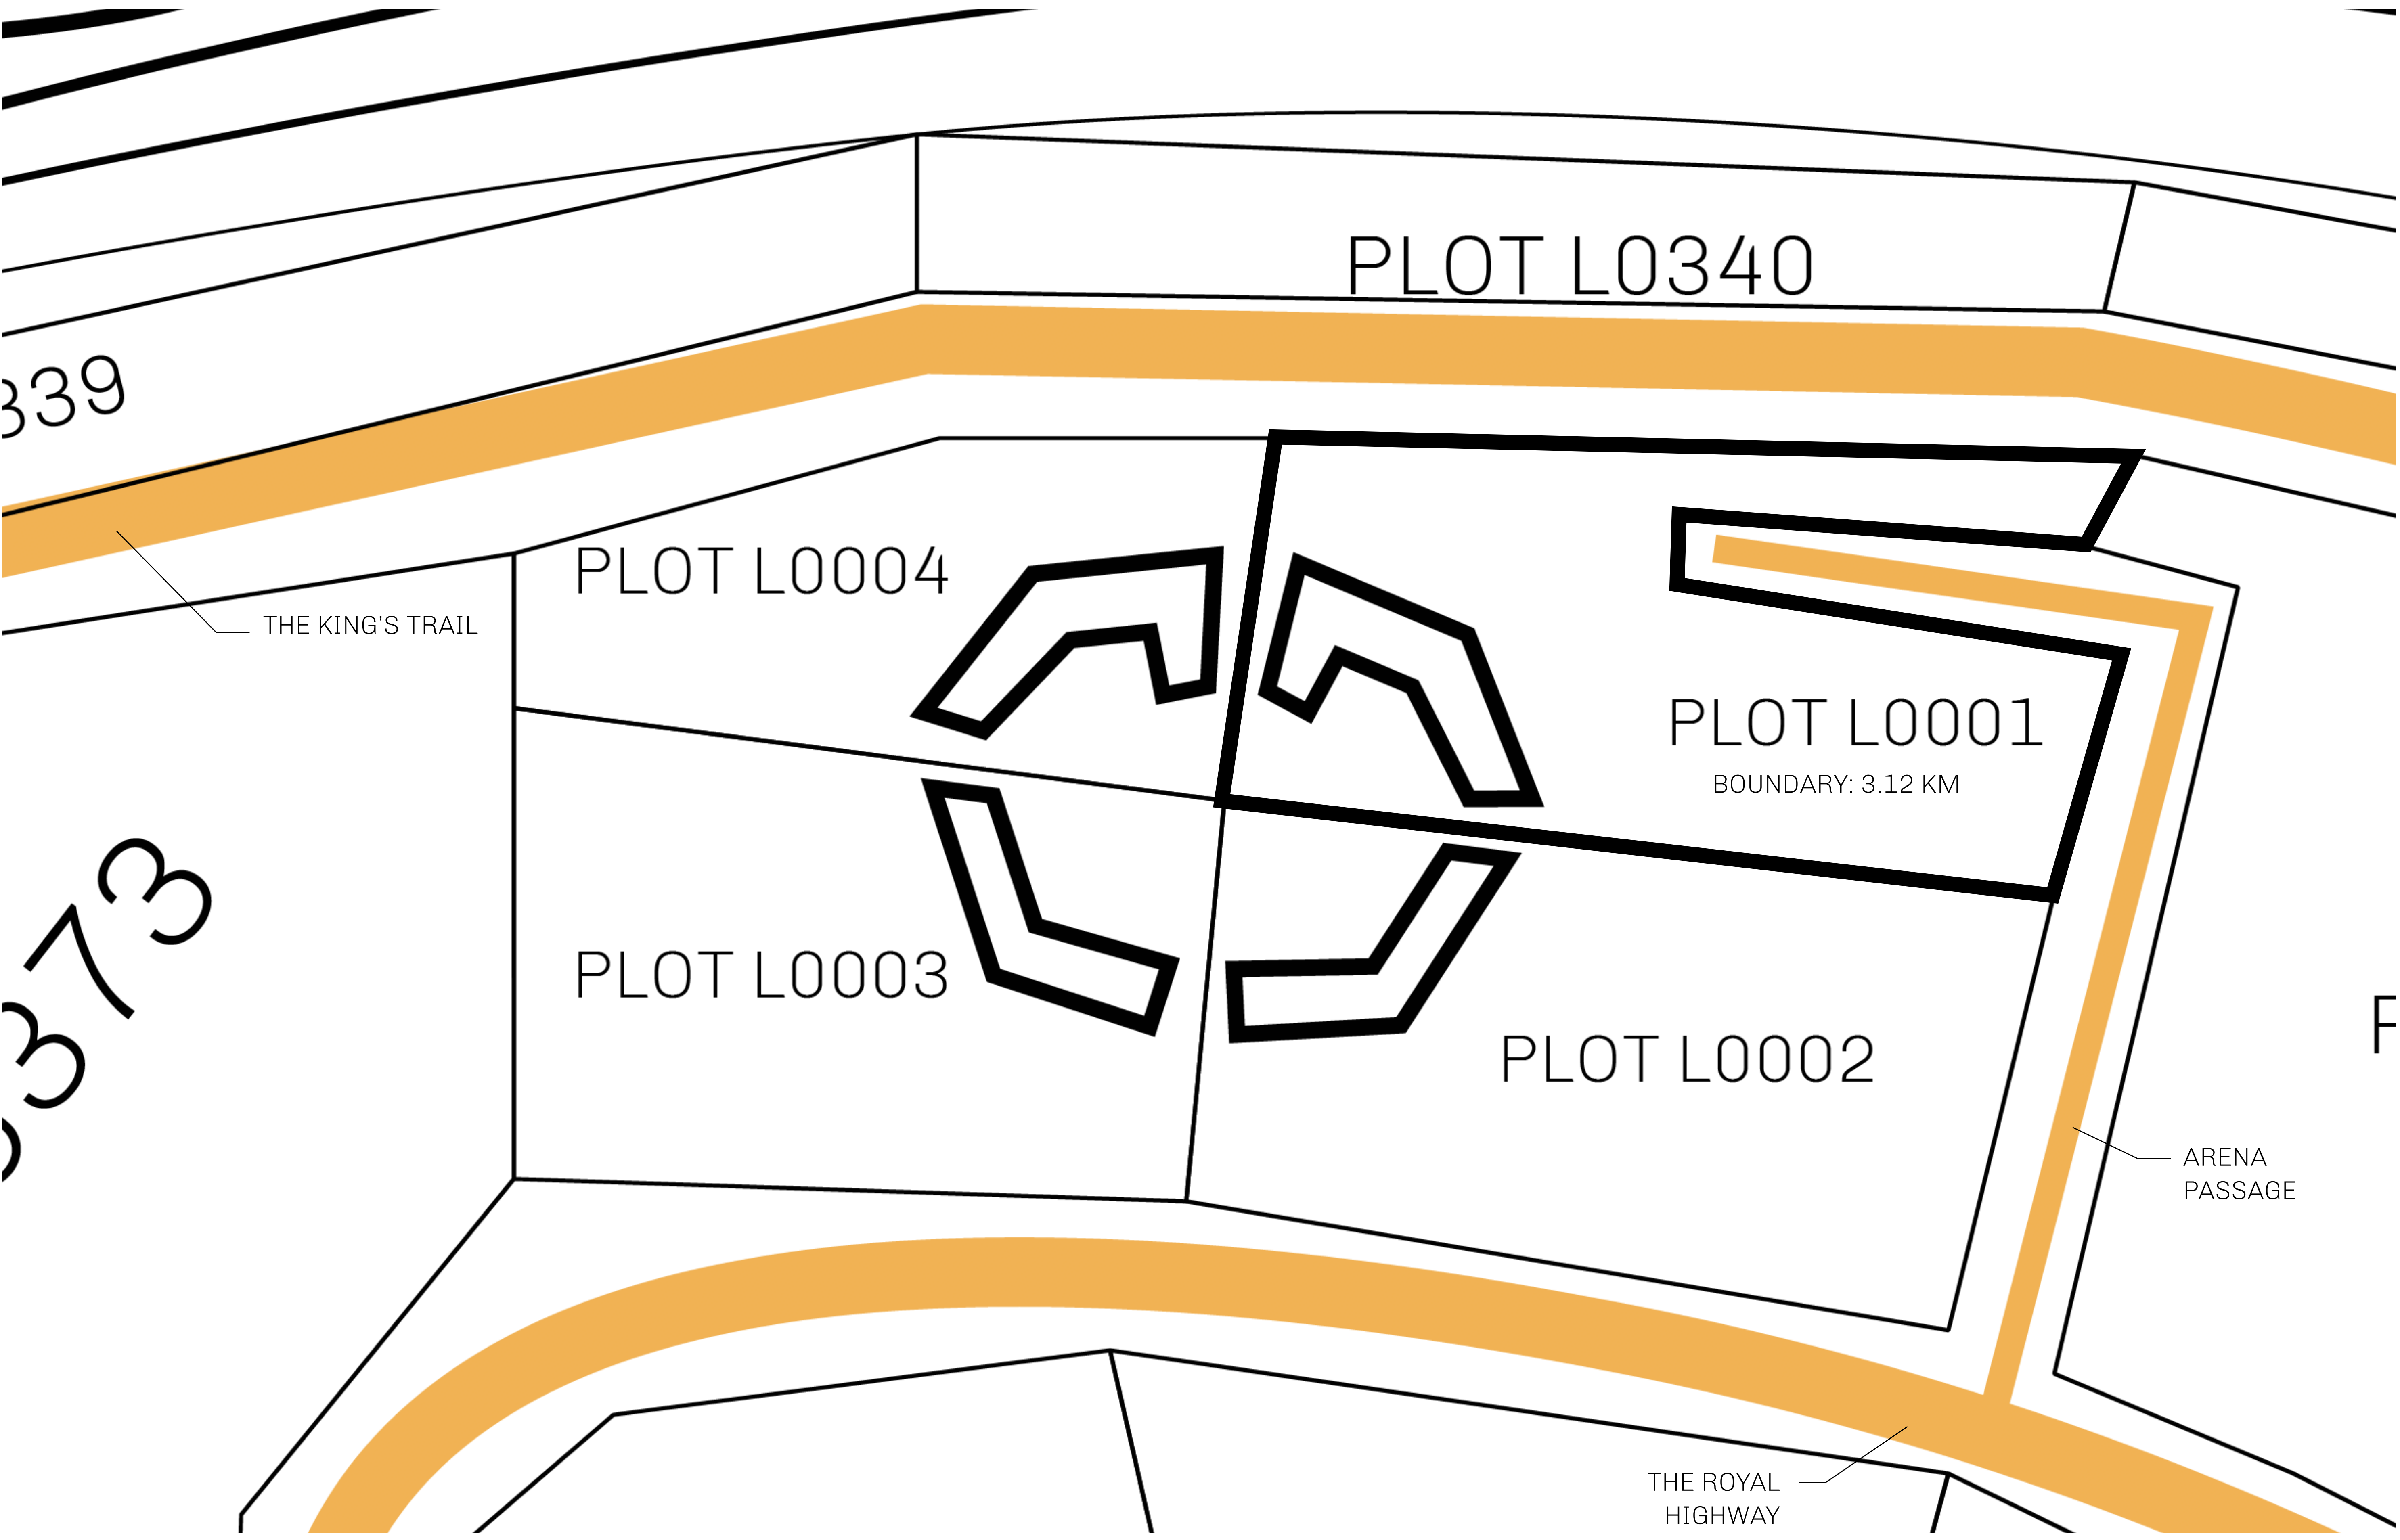 PLOT L0340
339
PLOT L0004
THE KING'S TRAIL
PLOT L0001
BOUNDARY: 3.12 KM
373
PLOT L0003
PLOT L0002
ARENA
PASSAGE
THE ROYAL
HIGHWAY